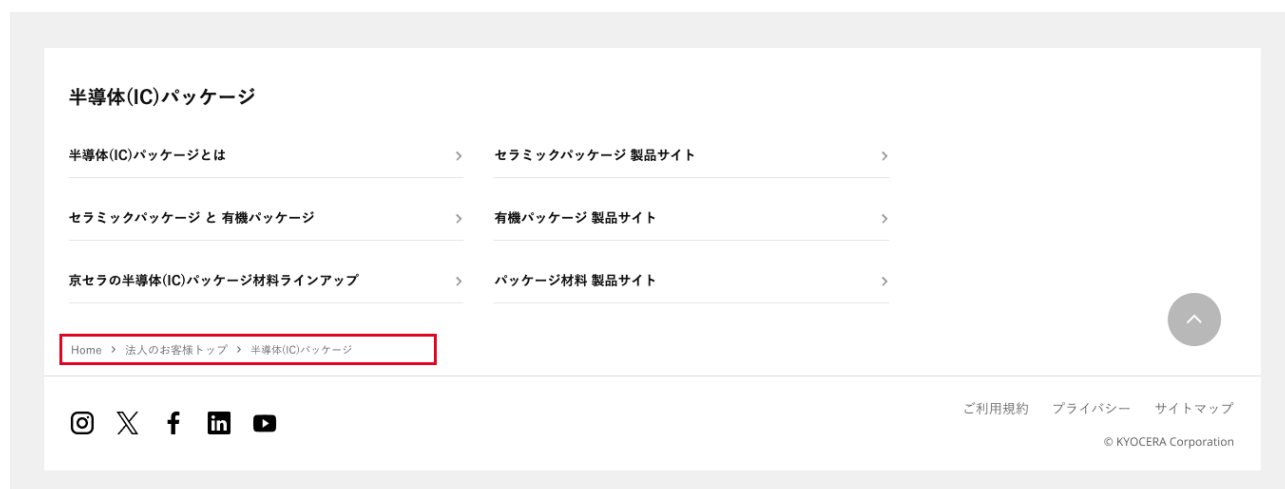 半導体(IC)パッケージ
半導体(IC)パッケージとは
セラミックパッケージ 製品サイト
セラミックパッケージ と 有機パッケージ
有機パッケージ 製品サイト
京セラの半導体(IC)パッケージ材料ラインアップ
パッケージ材料 製品サイト
Home > 法人のお客様トップ > 半導体(IC)パッケージ
ご利用規約 プライバシー サイトマップ
© KYOCERA Corporation